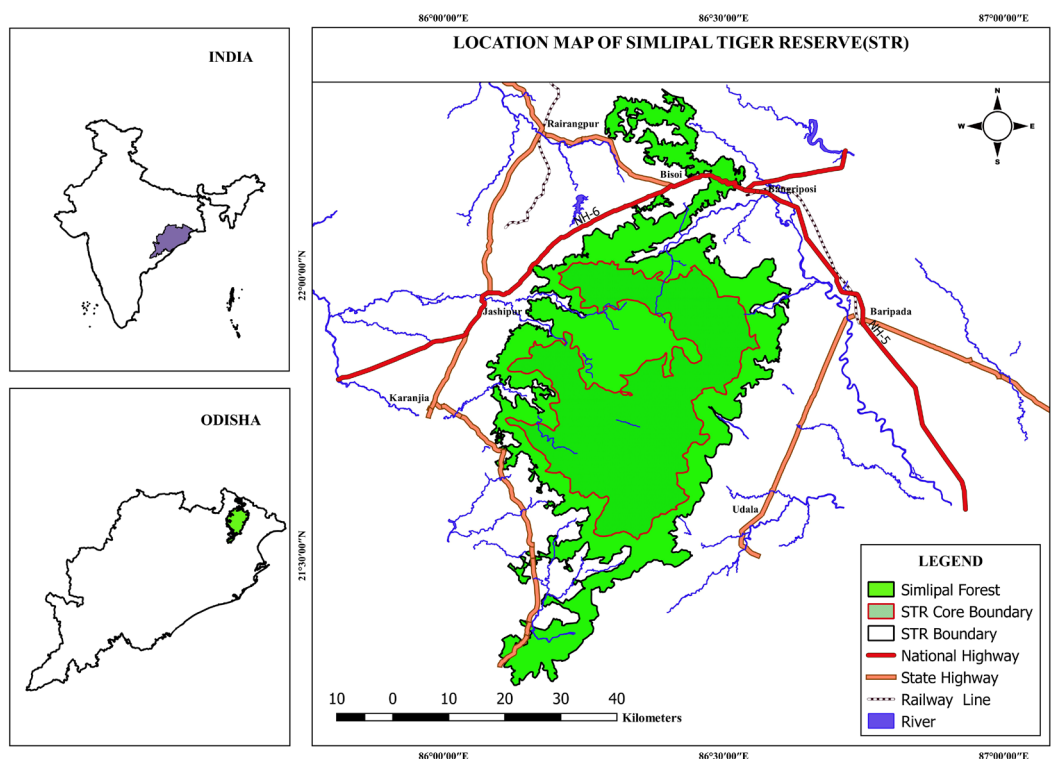 INDIA
ODISHA
86°00'00"E
86°30'00"E
87°00'00"E
LOCATION MAP OF SIMLIPAL TIGER RESERVE(STR)
N
W
E
S
Rairangpur
Bisoi
Bangriposi
NH-6
22°00'00"N
Jashipur
Baripada
NH-5
Karanjia
Udala
21°30'00"N
LEGEND
Simlipal Forest
STR Core Boundary
STR Boundary
National Highway
State Highway
Railway Line
River
10 0 10 20 30 40
Kilometers
86°00'00"E
86°30'00"E
87°00'00"E